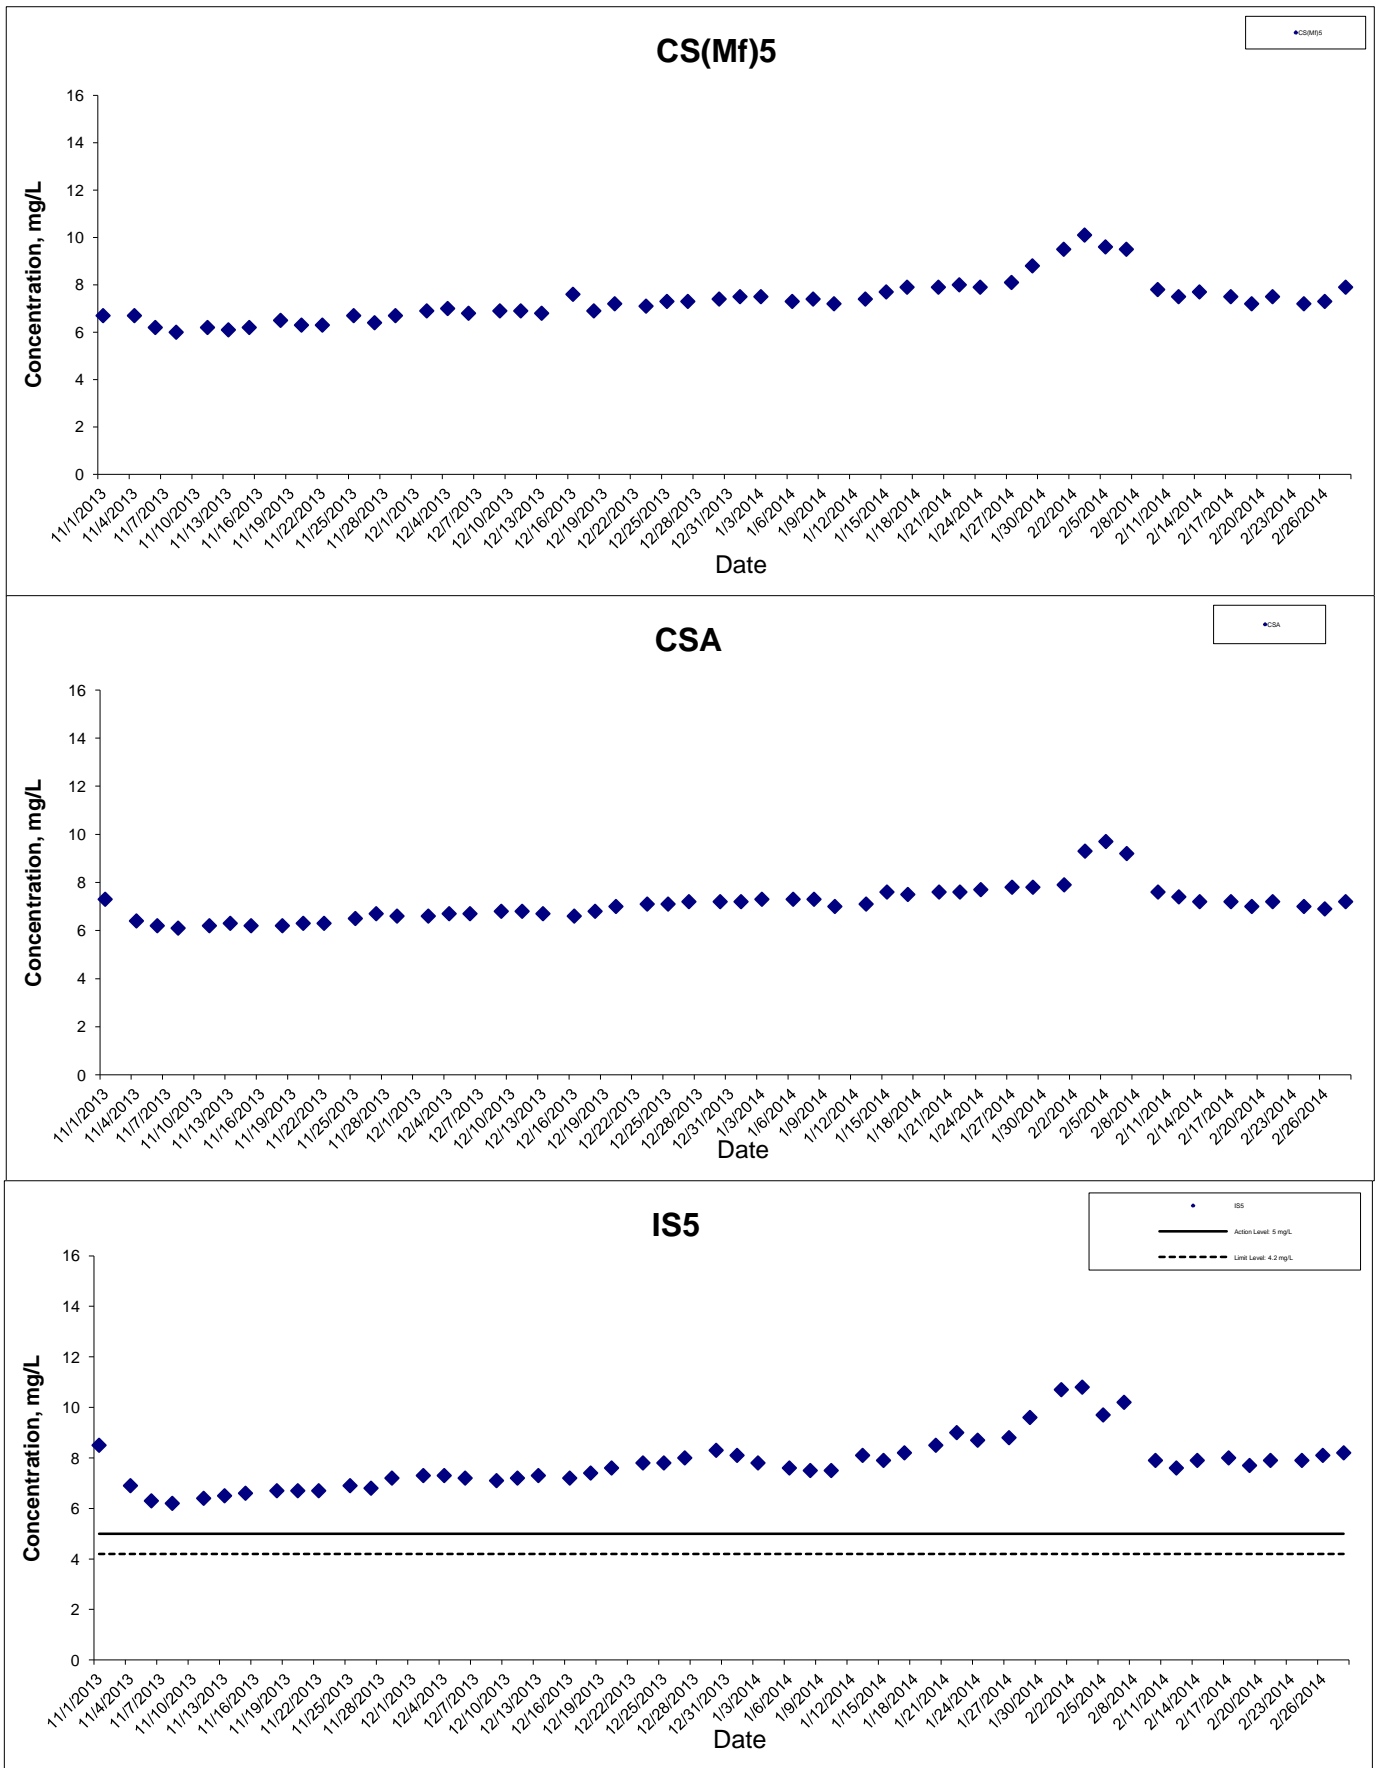 CS(Mf)5
CS(Mf)5
Concentration, mg/L
16
14
12
10
8
6
4
2
0
11/1/2013 11/4/2013 11/7/2013 11/10/2013 11/13/2013 11/16/2013 11/19/2013 11/22/2013 11/25/2013 11/28/2013 12/1/2013 12/4/2013 12/7/2013 12/10/2013 12/13/2013 12/16/2013 12/19/2013 12/22/2013 12/25/2013 12/28/2013 12/31/2013 1/3/2014 1/6/2014 1/9/2014 1/12/2014 1/15/2014 1/18/2014 1/21/2014 1/24/2014 1/27/2014 1/30/2014 2/2/2014 2/5/2014 2/8/2014 2/11/2014 2/14/2014 2/17/2014 2/20/2014 2/23/2014 2/26/2014
Date
CSA
CSA
Concentration, mg/L
16
14
12
10
8
6
4
2
0
11/1/2013 11/4/2013 11/7/2013 11/10/2013 11/13/2013 11/16/2013 11/19/2013 11/22/2013 11/25/2013 11/28/2013 12/1/2013 12/4/2013 12/7/2013 12/10/2013 12/13/2013 12/16/2013 12/19/2013 12/22/2013 12/25/2013 12/28/2013 12/31/2013 1/3/2014 1/6/2014 1/9/2014 1/12/2014 1/15/2014 1/18/2014 1/21/2014 1/24/2014 1/27/2014 1/30/2014 2/2/2014 2/5/2014 2/8/2014 2/11/2014 2/14/2014 2/17/2014 2/20/2014 2/23/2014 2/26/2014
Date
IS5
IS5
Action Level: 5 mg/L
Limit Level: 4.2 mg/L
Concentration, mg/L
16
14
12
10
8
6
4
2
0
11/1/2013 11/4/2013 11/7/2013 11/10/2013 11/13/2013 11/16/2013 11/19/2013 11/22/2013 11/25/2013 11/28/2013 12/1/2013 12/4/2013 12/7/2013 12/10/2013 12/13/2013 12/16/2013 12/19/2013 12/22/2013 12/25/2013 12/28/2013 12/31/2013 1/3/2014 1/6/2014 1/9/2014 1/12/2014 1/15/2014 1/18/2014 1/21/2014 1/24/2014 1/27/2014 1/30/2014 2/2/2014 2/5/2014 2/8/2014 2/11/2014 2/14/2014 2/17/2014 2/20/2014 2/23/2014 2/26/2014
Date